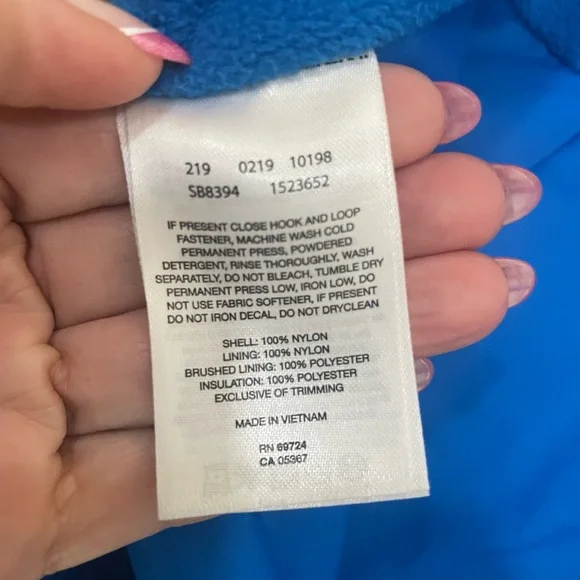 219 0219 10198
SB8394 1523652
IF PRESENT CLOSE HOOK AND LOOP
FASTENER, MACHINE WASH COLD
PERMANENT PRESS, POWDERED
DETERGENT, RINSE THOROUGHLY, WASH
SEPARATELY, DO NOT BLEACH, TUMBLE DRY
PERMANENT PRESS LOW, IRON LOW, DO
NOT USE FABRIC SOFTENER, IF PRESENT
DO NOT IRON DECAL, DO NOT DRYCLEAN
SHELL: 100% NYLON
LINING: 100% NYLON
BRUSHED LINING: 100% POLYESTER
INSULATION: 100% POLYESTER
EXCLUSIVE OF TRIMMING
MADE IN VIETNAM
RN 69724
CA 05367